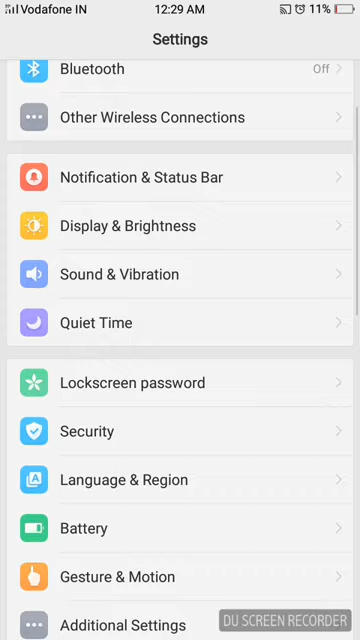 Vodafone IN 12:29 AM 11%
Settings
Bluetooth Off
Other Wireless Connections
Notification & Status Bar
Display & Brightness
Sound & Vibration
Quiet Time
Lockscreen password
Security
Language & Region
Battery
Gesture & Motion
Additional Settings
DU SCREEN RECORDER